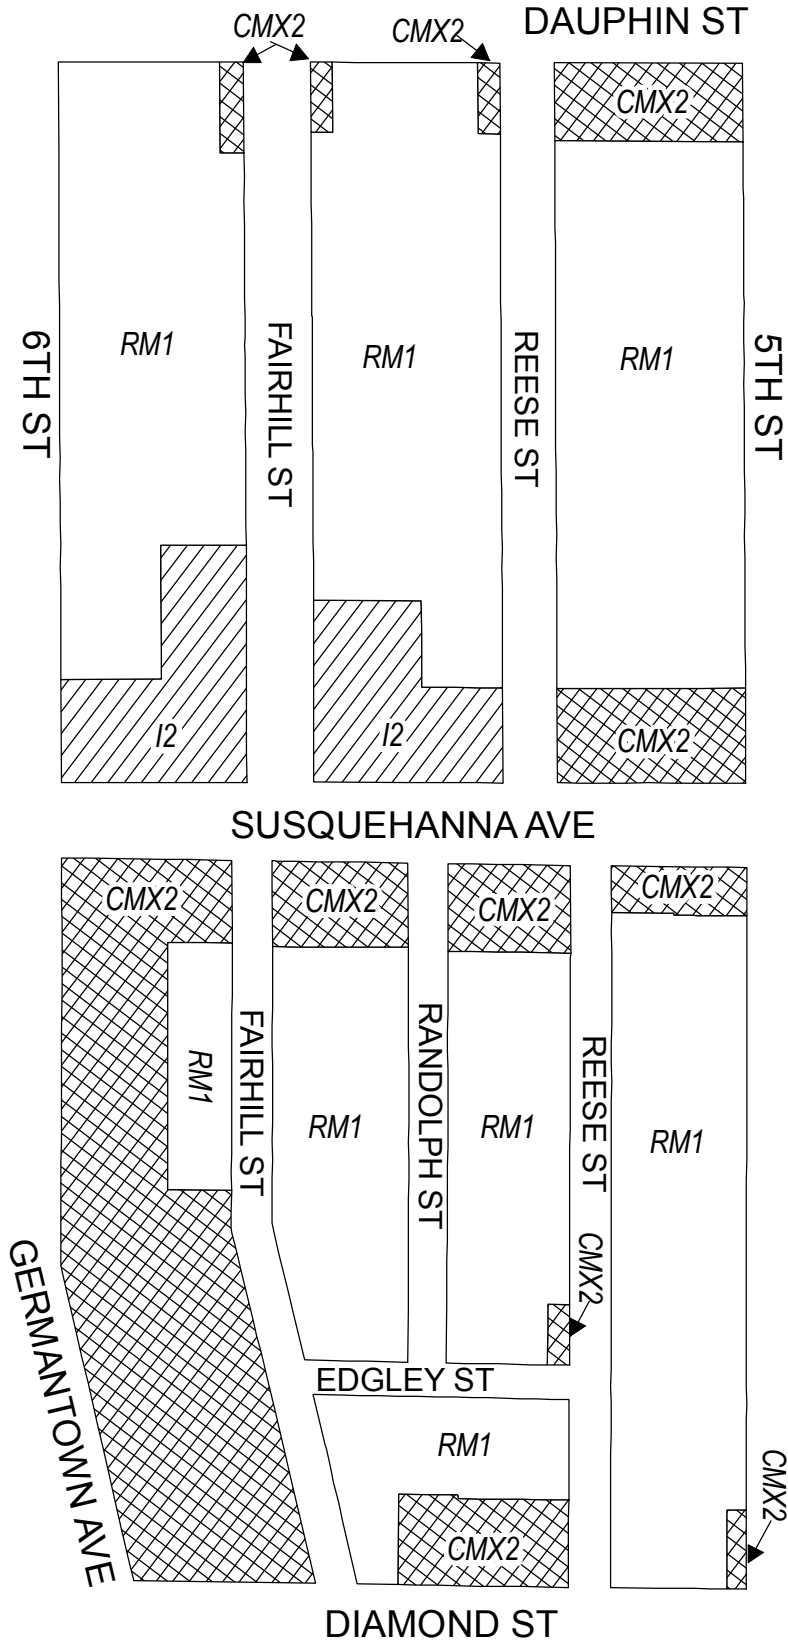 DAUPHIN ST
CMX2
CMX2
CMX2
6TH ST
RM1
FAIRHILL ST
RM1
REESE ST
RM1
5TH ST
I2
I2
CMX2
SUSQUEHANNA AVE
CMX2
CMX2
CMX2
CMX2
RM1
FAIRHILL ST
RM1
RANDOLPH ST
RM1
REESE ST
RM1
CMX2
GERMANTOWN AVE
EDGLEY ST
RM1
CMX2
CMX2
DIAMOND ST